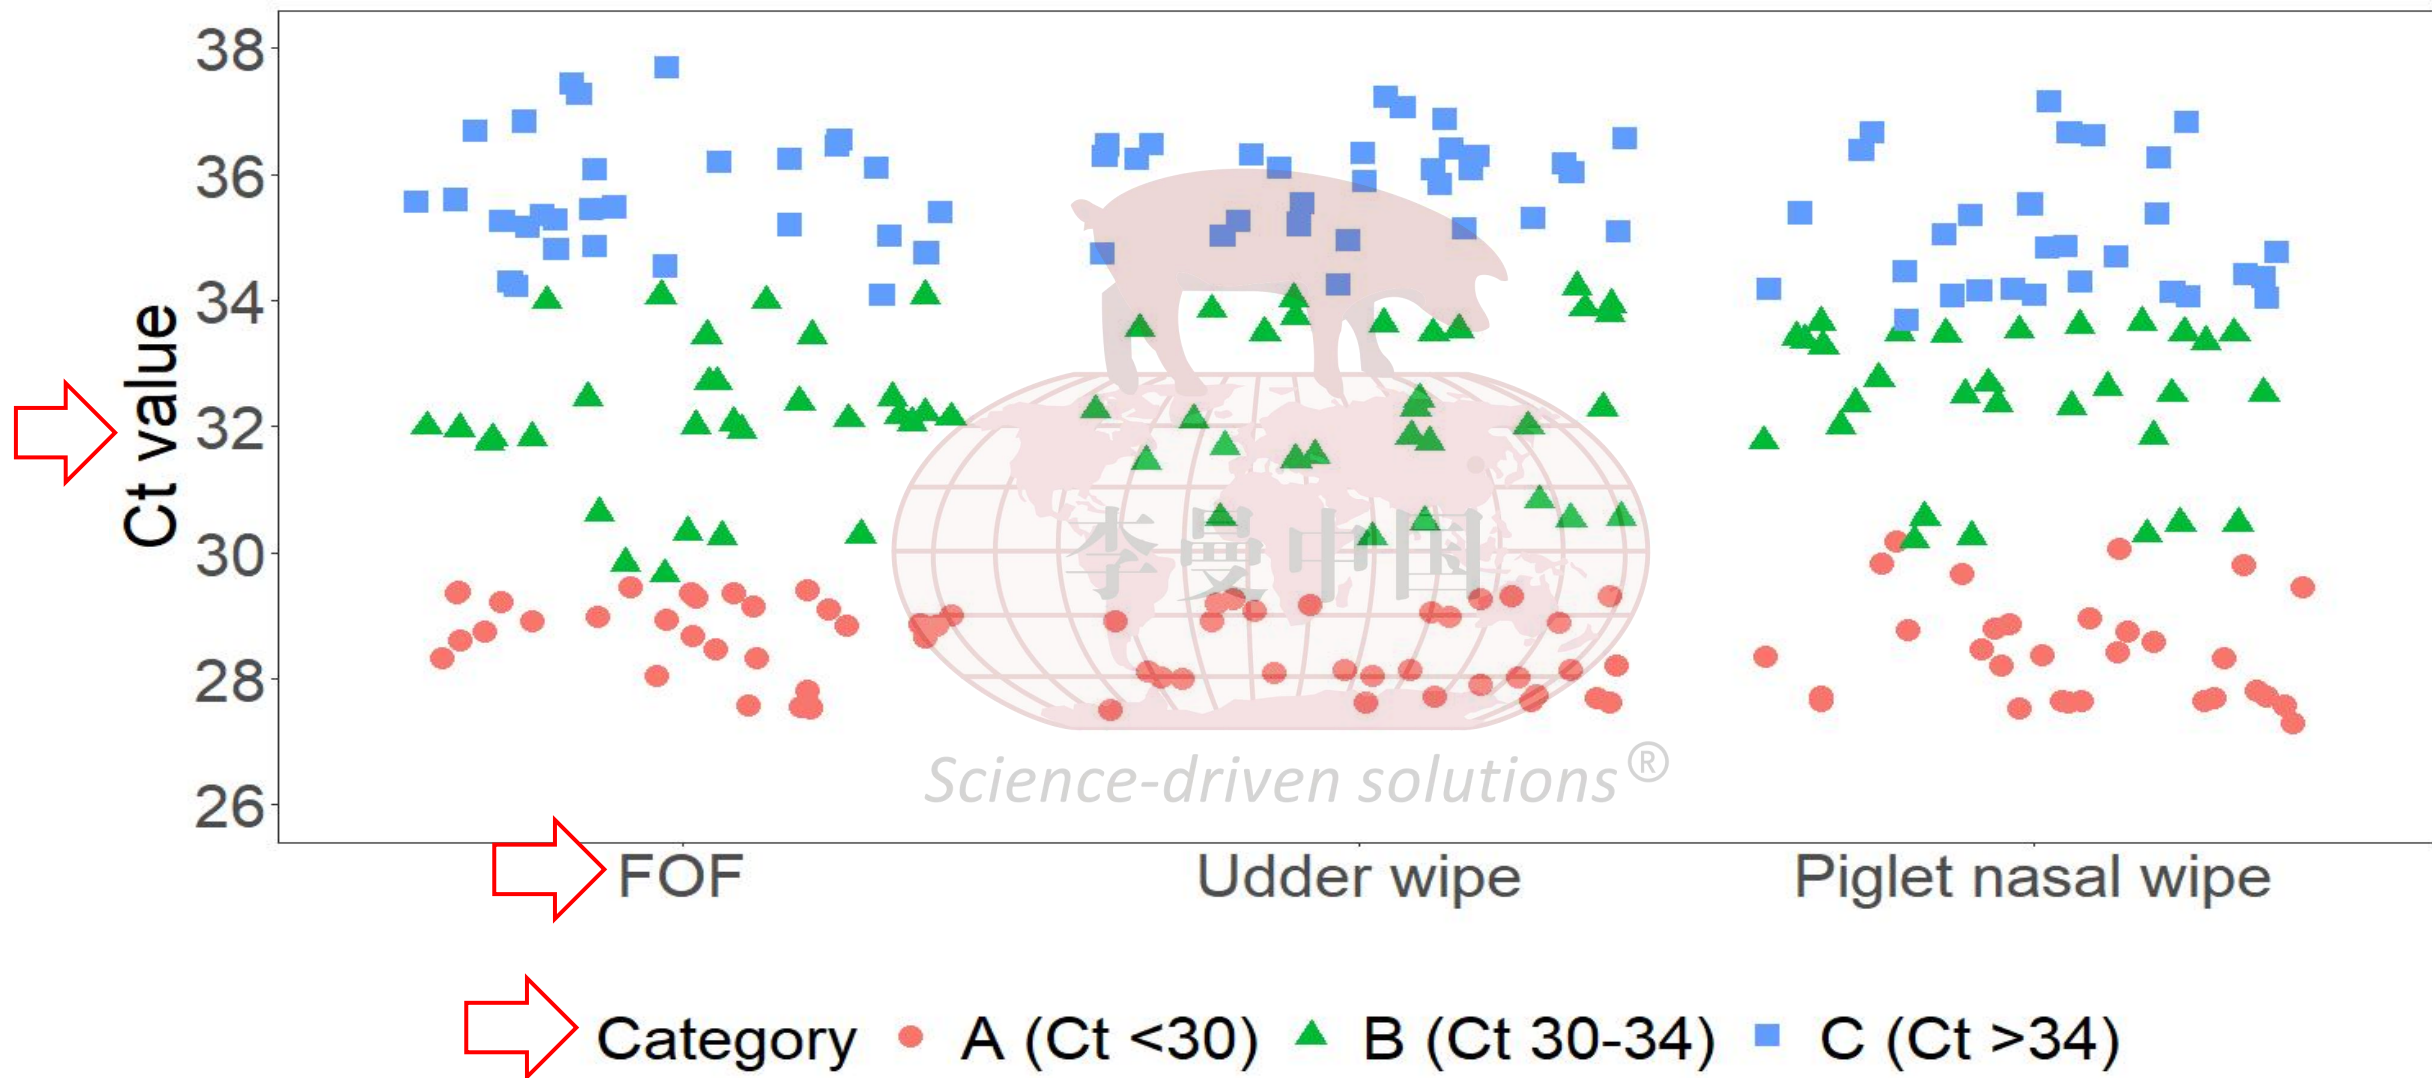 38
36
34
32
30
28
26
Ct value
李曼中国
Science-driven solutions®
FOF
Udder wipe
Piglet nasal wipe
Category A (Ct <30) B (Ct 30-34) C (Ct >34)